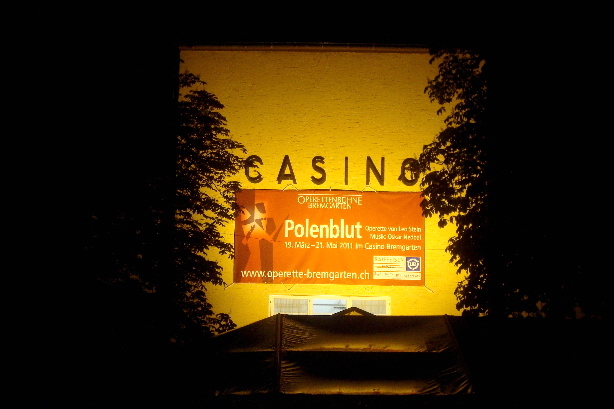 CASINO
OPERETTENBÜHNE
BREMGARTEN
Polenblut
Operette von Leo Stein
Musik: Oskar Nedbal
19. März – 21. Mai 2011 im Casino Bremgarten
www.operette-bremgarten.ch
RAIFFEISEN